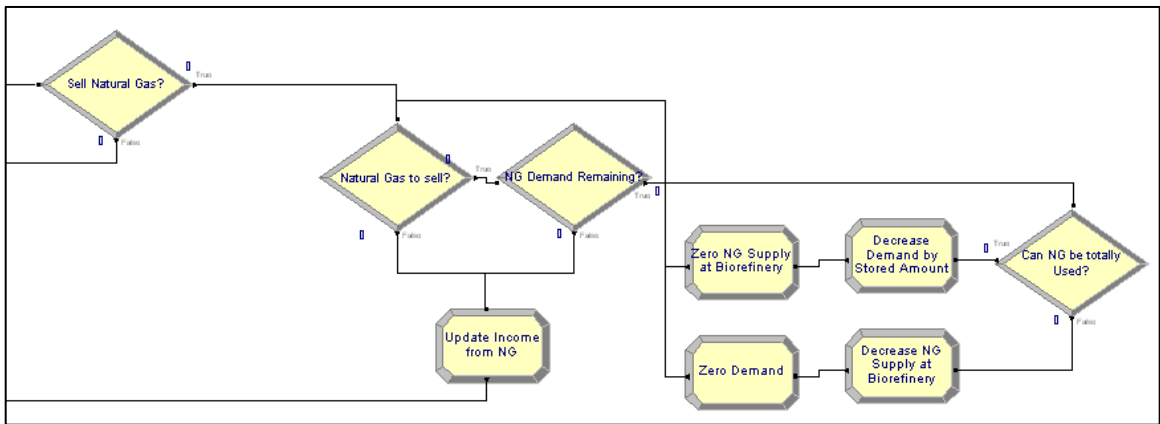 Sell Natural Gas?
True
False
Natural Gas to sell?
True
False
NG Demand Remaining?
True
False
Update Income
from NG
Zero NG Supply
at Biorefinery
Decrease
Demand by
Stored Amount
True
Can NG be totally
Used?
False
Zero Demand
Decrease NG
Supply at
Biorefinery